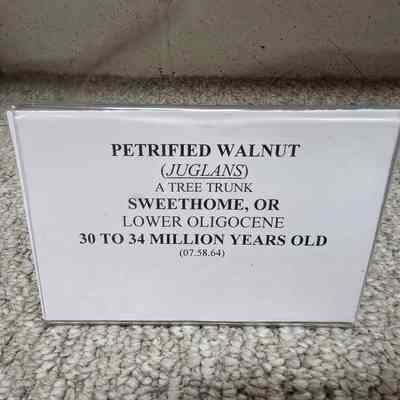 PETRIFIED WALNUT
(JUGLANS)
A TREE TRUNK
SWEETHOME, OR
LOWER OLIGOCENE
30 TO 34 MILLION YEARS OLD
(07.58.64)